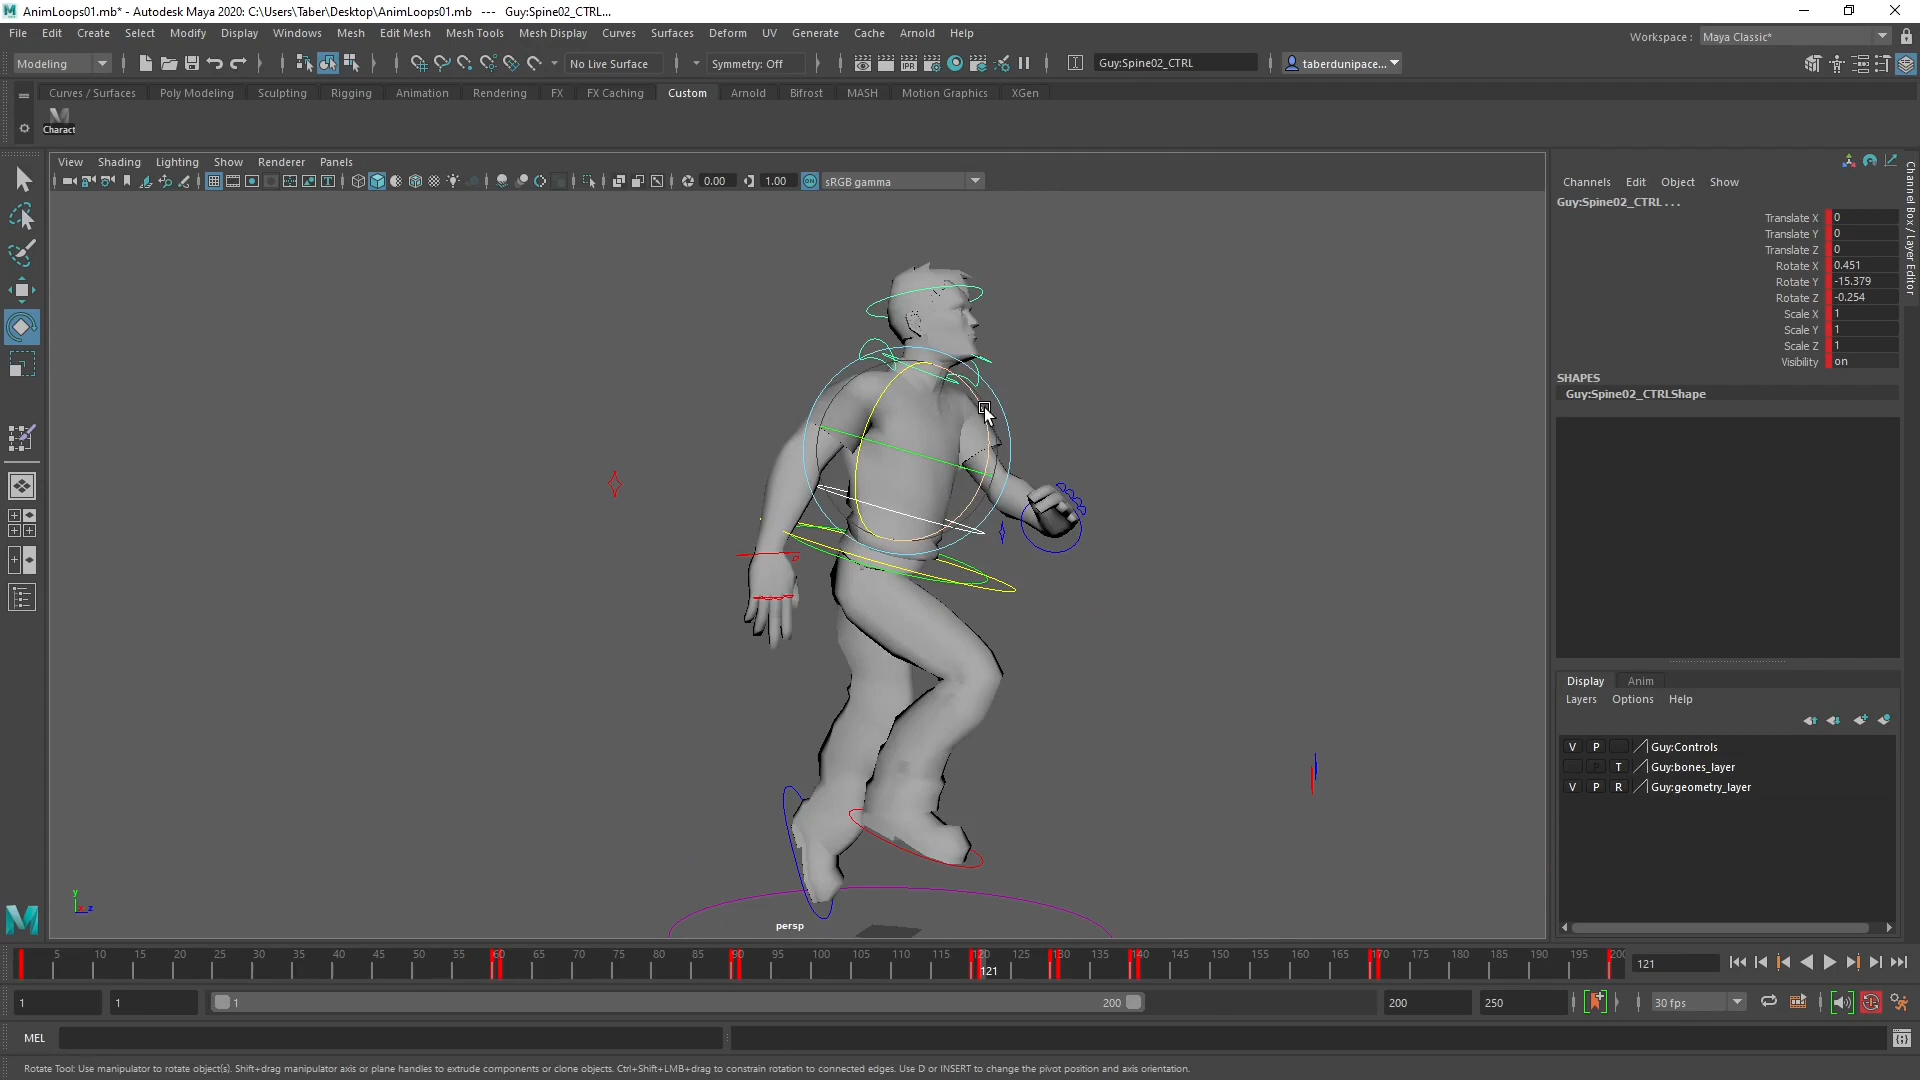 AnimLoops01.mb* - Autodesk Maya 2020: C:\Users\Taber\Desktop\AnimLoops01.mb   ---   Guy:Spine02_CTRL...
File Edit Create Select Modify Display Windows Mesh Edit Mesh Mesh Tools Mesh Display Curves Surfaces Deform UV Generate Cache Arnold Help
Workspace : Maya Classic*
Modeling No Live Surface Symmetry: Off Guy:Spine02_CTRL taberdunipace...
Curves / Surfaces Poly Modeling Sculpting Rigging Animation Rendering FX FX Caching Custom Arnold Bifrost MASH Motion Graphics XGen
Charact
View Shading Lighting Show Renderer Panels
0.00 1.00 ON sRGB gamma
Channels Edit Object Show
Guy:Spine02_CTRL . . .
Translate X 0
Translate Y 0
Translate Z 0
Rotate X 0.451
Rotate Y -15.379
Rotate Z -0.254
Scale X 1
Scale Y 1
Scale Z 1
Visibility on
SHAPES
Guy:Spine02_CTRLShape
Channel Box / Layer Editor
Display Anim
Layers Options Help
V P Guy:Controls
P T Guy:bones_layer
V P R Guy:geometry_layer
y
z
persp
5 10 15 20 25 30 35 40 45 50 55 60 65 70 75 80 85 90 95 100 105 110 115 120 125 130 135 140 145 150 155 160 165 170 175 180 185 190 195 200
121
121
1 1 1 200 200 250 30 fps
MEL
Rotate Tool: Use manipulator to rotate object(s). Shift+drag manipulator axis or plane handles to extrude components or clone objects. Ctrl+Shift+LMB+drag to constrain rotation to connected edges. Use D or INSERT to change the pivot position and axis orientation.